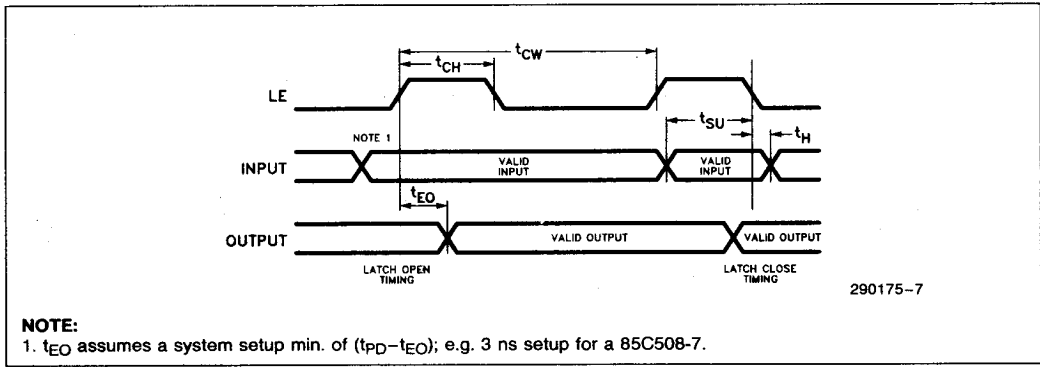 tCW
tCH
LE
tSU
tH
NOTE 1
INPUT
VALID
INPUT
VALID
INPUT
tEO
OUTPUT
VALID OUTPUT
VALID OUTPUT
LATCH OPEN
TIMING
LATCH CLOSE
TIMING
290175–7
NOTE:
1. tEO assumes a system setup min. of (tPD–tEO); e.g. 3 ns setup for a 85C508-7.